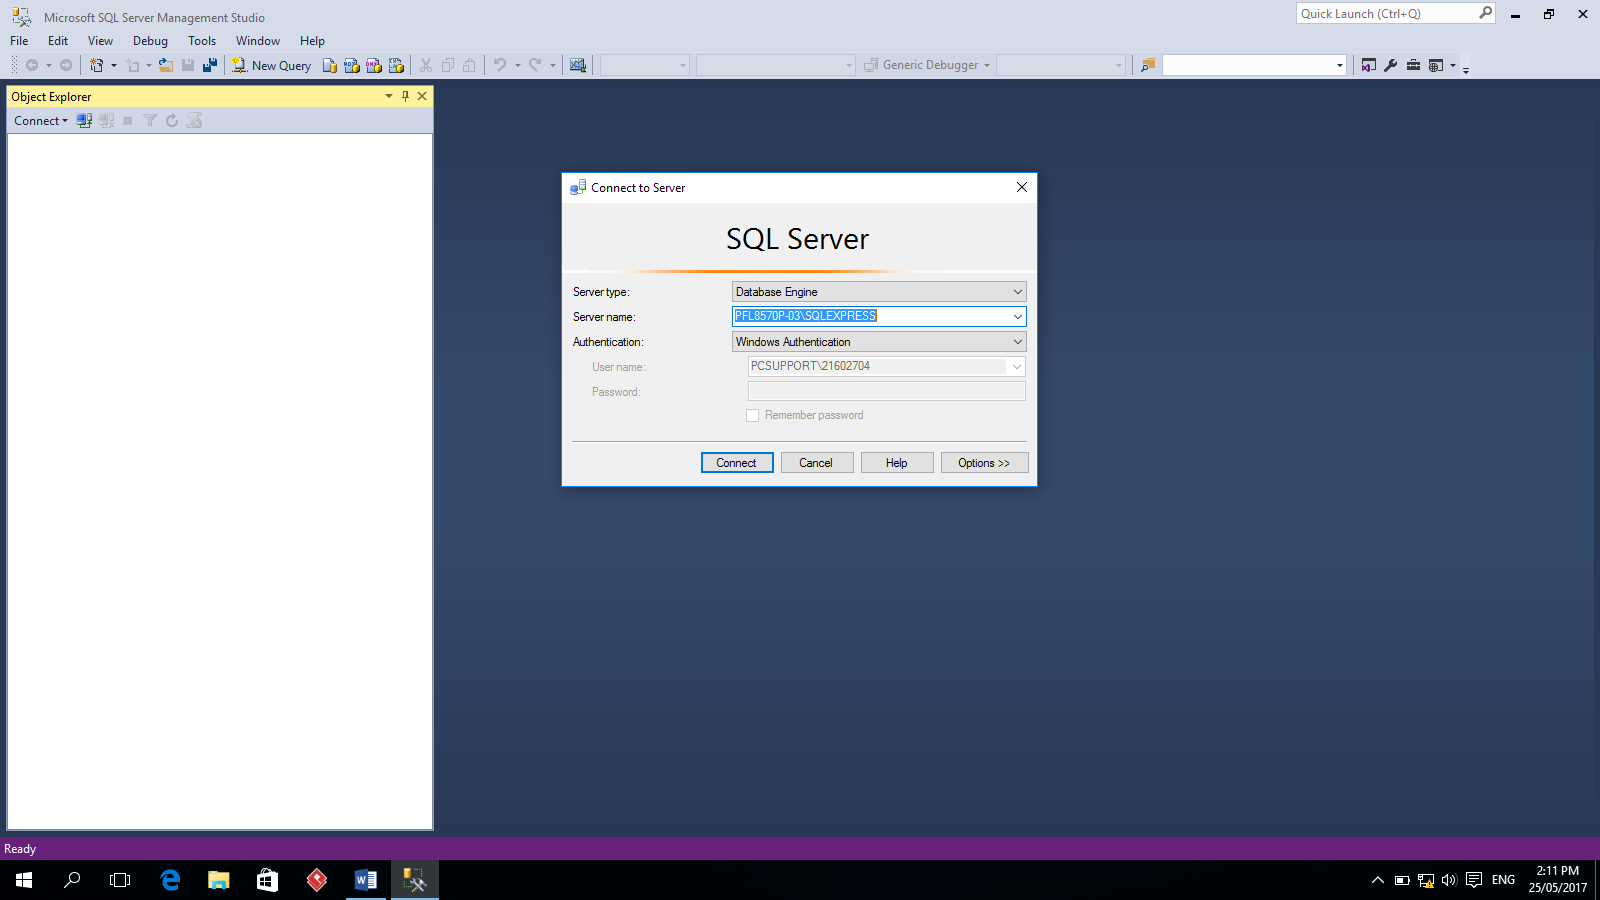 Microsoft SQL Server Management Studio
Quick Launch (Ctrl+Q)
File Edit View Debug Tools Window Help
New Query
Generic Debugger
Object Explorer
Connect
Connect to Server
SQL Server
Server type: Database Engine
Server name: PFL8570P-03\SQLEXPRESS
Authentication: Windows Authentication
User name: PCSUPPORT\21602704
Password:
Remember password
Connect Cancel Help Options >>
Ready
ENG
2:11 PM
25/05/2017